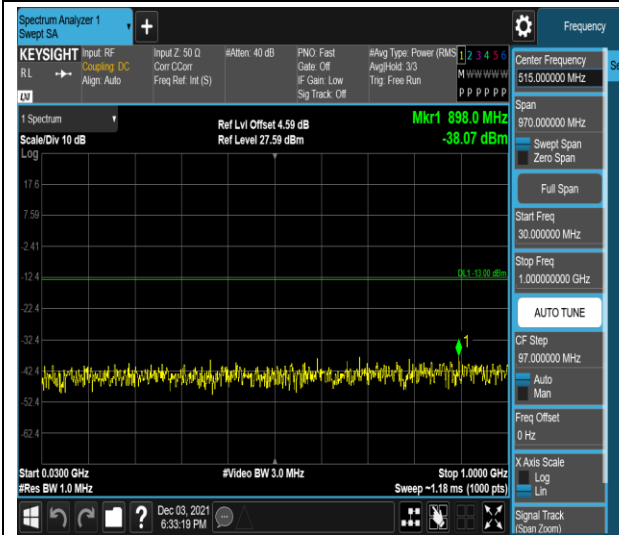 Spectrum Analyzer 1
Swept SA
Frequency
KEYSIGHT
RL
LXI
Input: RF
Coupling: DC
Align: Auto
Input Z: 50 Ω
Corr CCorr
Freq Ref: Int (S)
#Atten: 40 dB
PNO: Fast
Gate: Off
IF Gain: Low
Sig Track: Off
#Avg Type: Power (RMS
Avg|Hold: 3/3
Trig: Free Run
1 2 3 4 5 6
M W W W W W
P P P P P P
1 Spectrum
Scale/Div 10 dB
Log
Ref Lvl Offset 4.59 dB
Ref Level 27.59 dBm
Mkr1 898.0 MHz
-38.07 dBm
17.6
7.59
-2.41
-12.4
DL1 -13.00 dBm
-22.4
-32.4
1
-42.4
-52.4
-62.4
Start 0.0300 GHz
#Res BW 1.0 MHz
#Video BW 3.0 MHz
Stop 1.0000 GHz
Sweep ~1.18 ms (1000 pts)
Dec 03, 2021
6:33:19 PM
Center Frequency
515.000000 MHz
Se
Span
970.000000 MHz
Swept Span
Zero Span
Full Span
Start Freq
30.000000 MHz
Stop Freq
1.000000000 GHz
AUTO TUNE
CF Step
97.000000 MHz
Auto
Man
Freq Offset
0 Hz
X Axis Scale
Log
Lin
Signal Track
(Span Zoom)